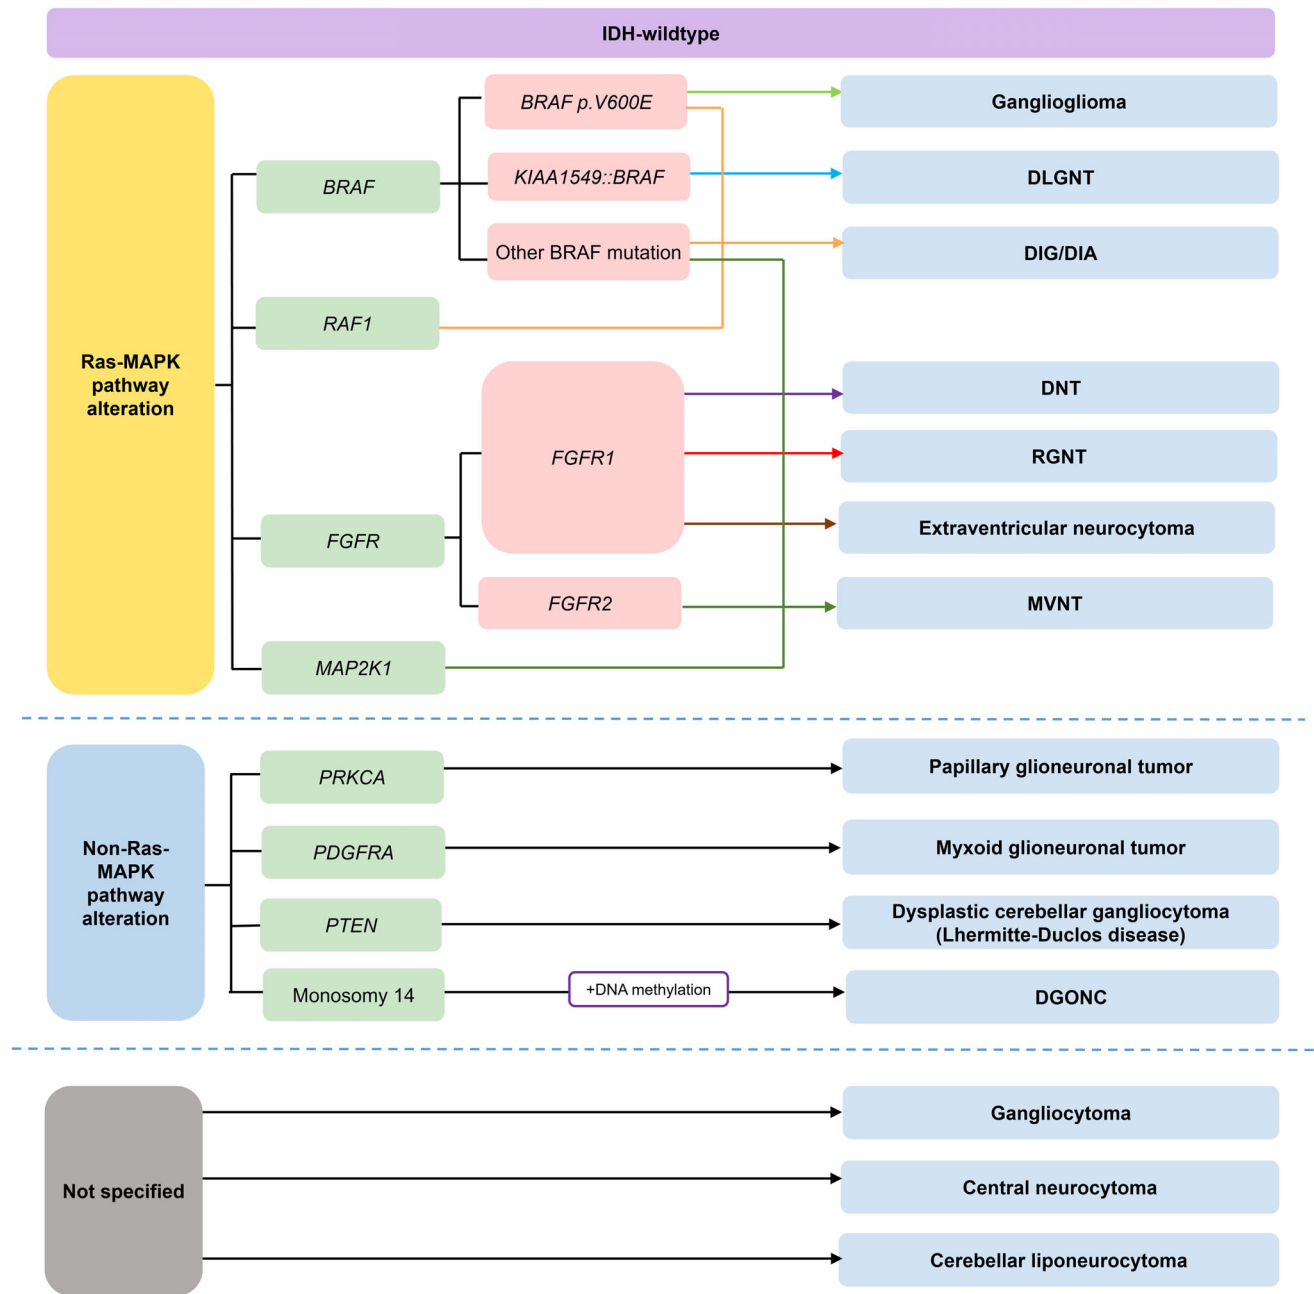 IDH-wildtype
Ras-MAPK
pathway
alteration
BRAF
RAF1
FGFR
MAP2K1
BRAF p.V600E
KIAA1549::BRAF
Other BRAF mutation
FGFR1
FGFR2
Ganglioglioma
DLGNT
DIG/DIA
DNT
RGNT
Extraventricular neurocytoma
MVNT
Non-Ras-
MAPK
pathway
alteration
PRKCA
PDGFRA
PTEN
Monosomy 14
+DNA methylation
Papillary glioneuronal tumor
Myxoid glioneuronal tumor
Dysplastic cerebellar gangliocytoma
(Lhermitte-Duclos disease)
DGONC
Not specified
Gangliocytoma
Central neurocytoma
Cerebellar liponeurocytoma